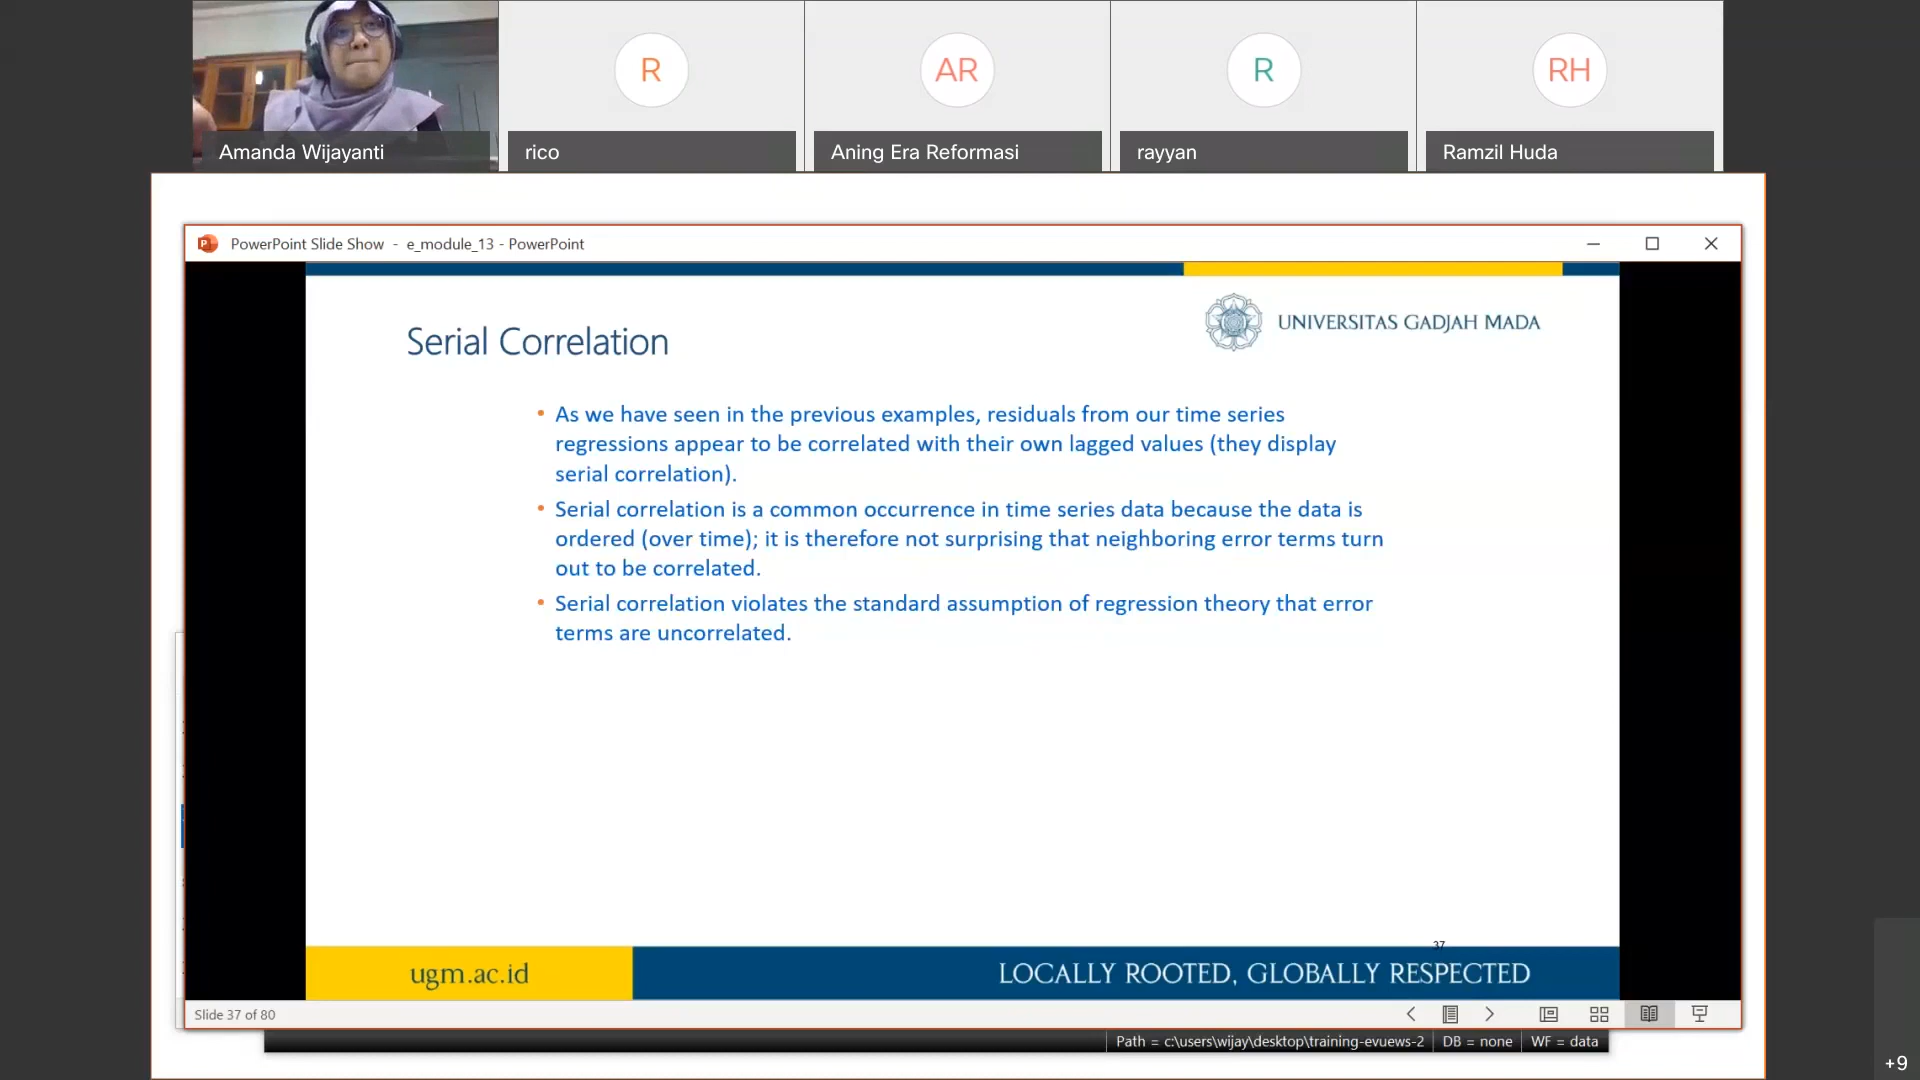 R
AR
R
RH
Amanda Wijayanti
rico
Aning Era Reformasi
rayyan
Ramzil Huda
PowerPoint Slide Show - e_module_13 - PowerPoint
UNIVERSITAS GADJAH MADA
Serial Correlation
• As we have seen in the previous examples, residuals from our time series
regressions appear to be correlated with their own lagged values (they display
serial correlation).
• Serial correlation is a common occurrence in time series data because the data is
ordered (over time); it is therefore not surprising that neighboring error terms turn
out to be correlated.
• Serial correlation violates the standard assumption of regression theory that error
terms are uncorrelated.
37
ugm.ac.id
LOCALLY ROOTED, GLOBALLY RESPECTED
Slide 37 of 80
Path = c:\users\wijay\desktop\training-evuews-2
DB = none
WF = data
+9